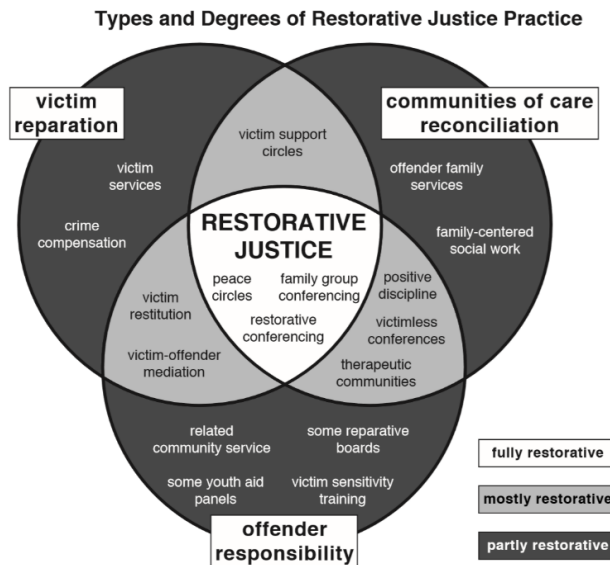 Types and Degrees of Restorative Justice Practice
victim
reparation
communities of care
reconciliation
victim support
circles
victim
services
offender family
services
crime
compensation
family-centered
social work
RESTORATIVE
JUSTICE
peace
circles
family group
conferencing
restorative
conferencing
positive
discipline
victimless
conferences
therapeutic
communities
victim
restitution
victim-offender
mediation
related
community service
some reparative
boards
some youth aid
panels
victim sensitivity
training
offender
responsibility
fully restorative
mostly restorative
partly restorative